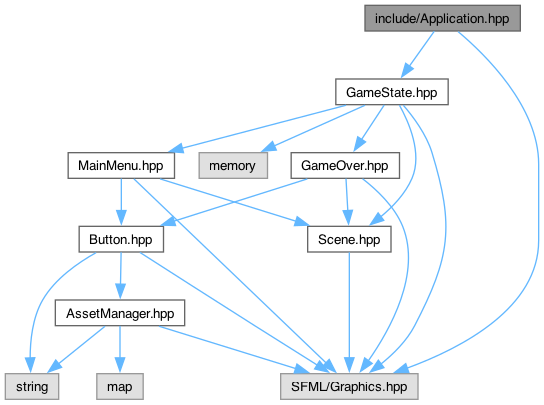 include/Application.hpp
GameState.hpp
MainMenu.hpp
memory
GameOver.hpp
Button.hpp
Scene.hpp
AssetManager.hpp
string
map
SFML/Graphics.hpp